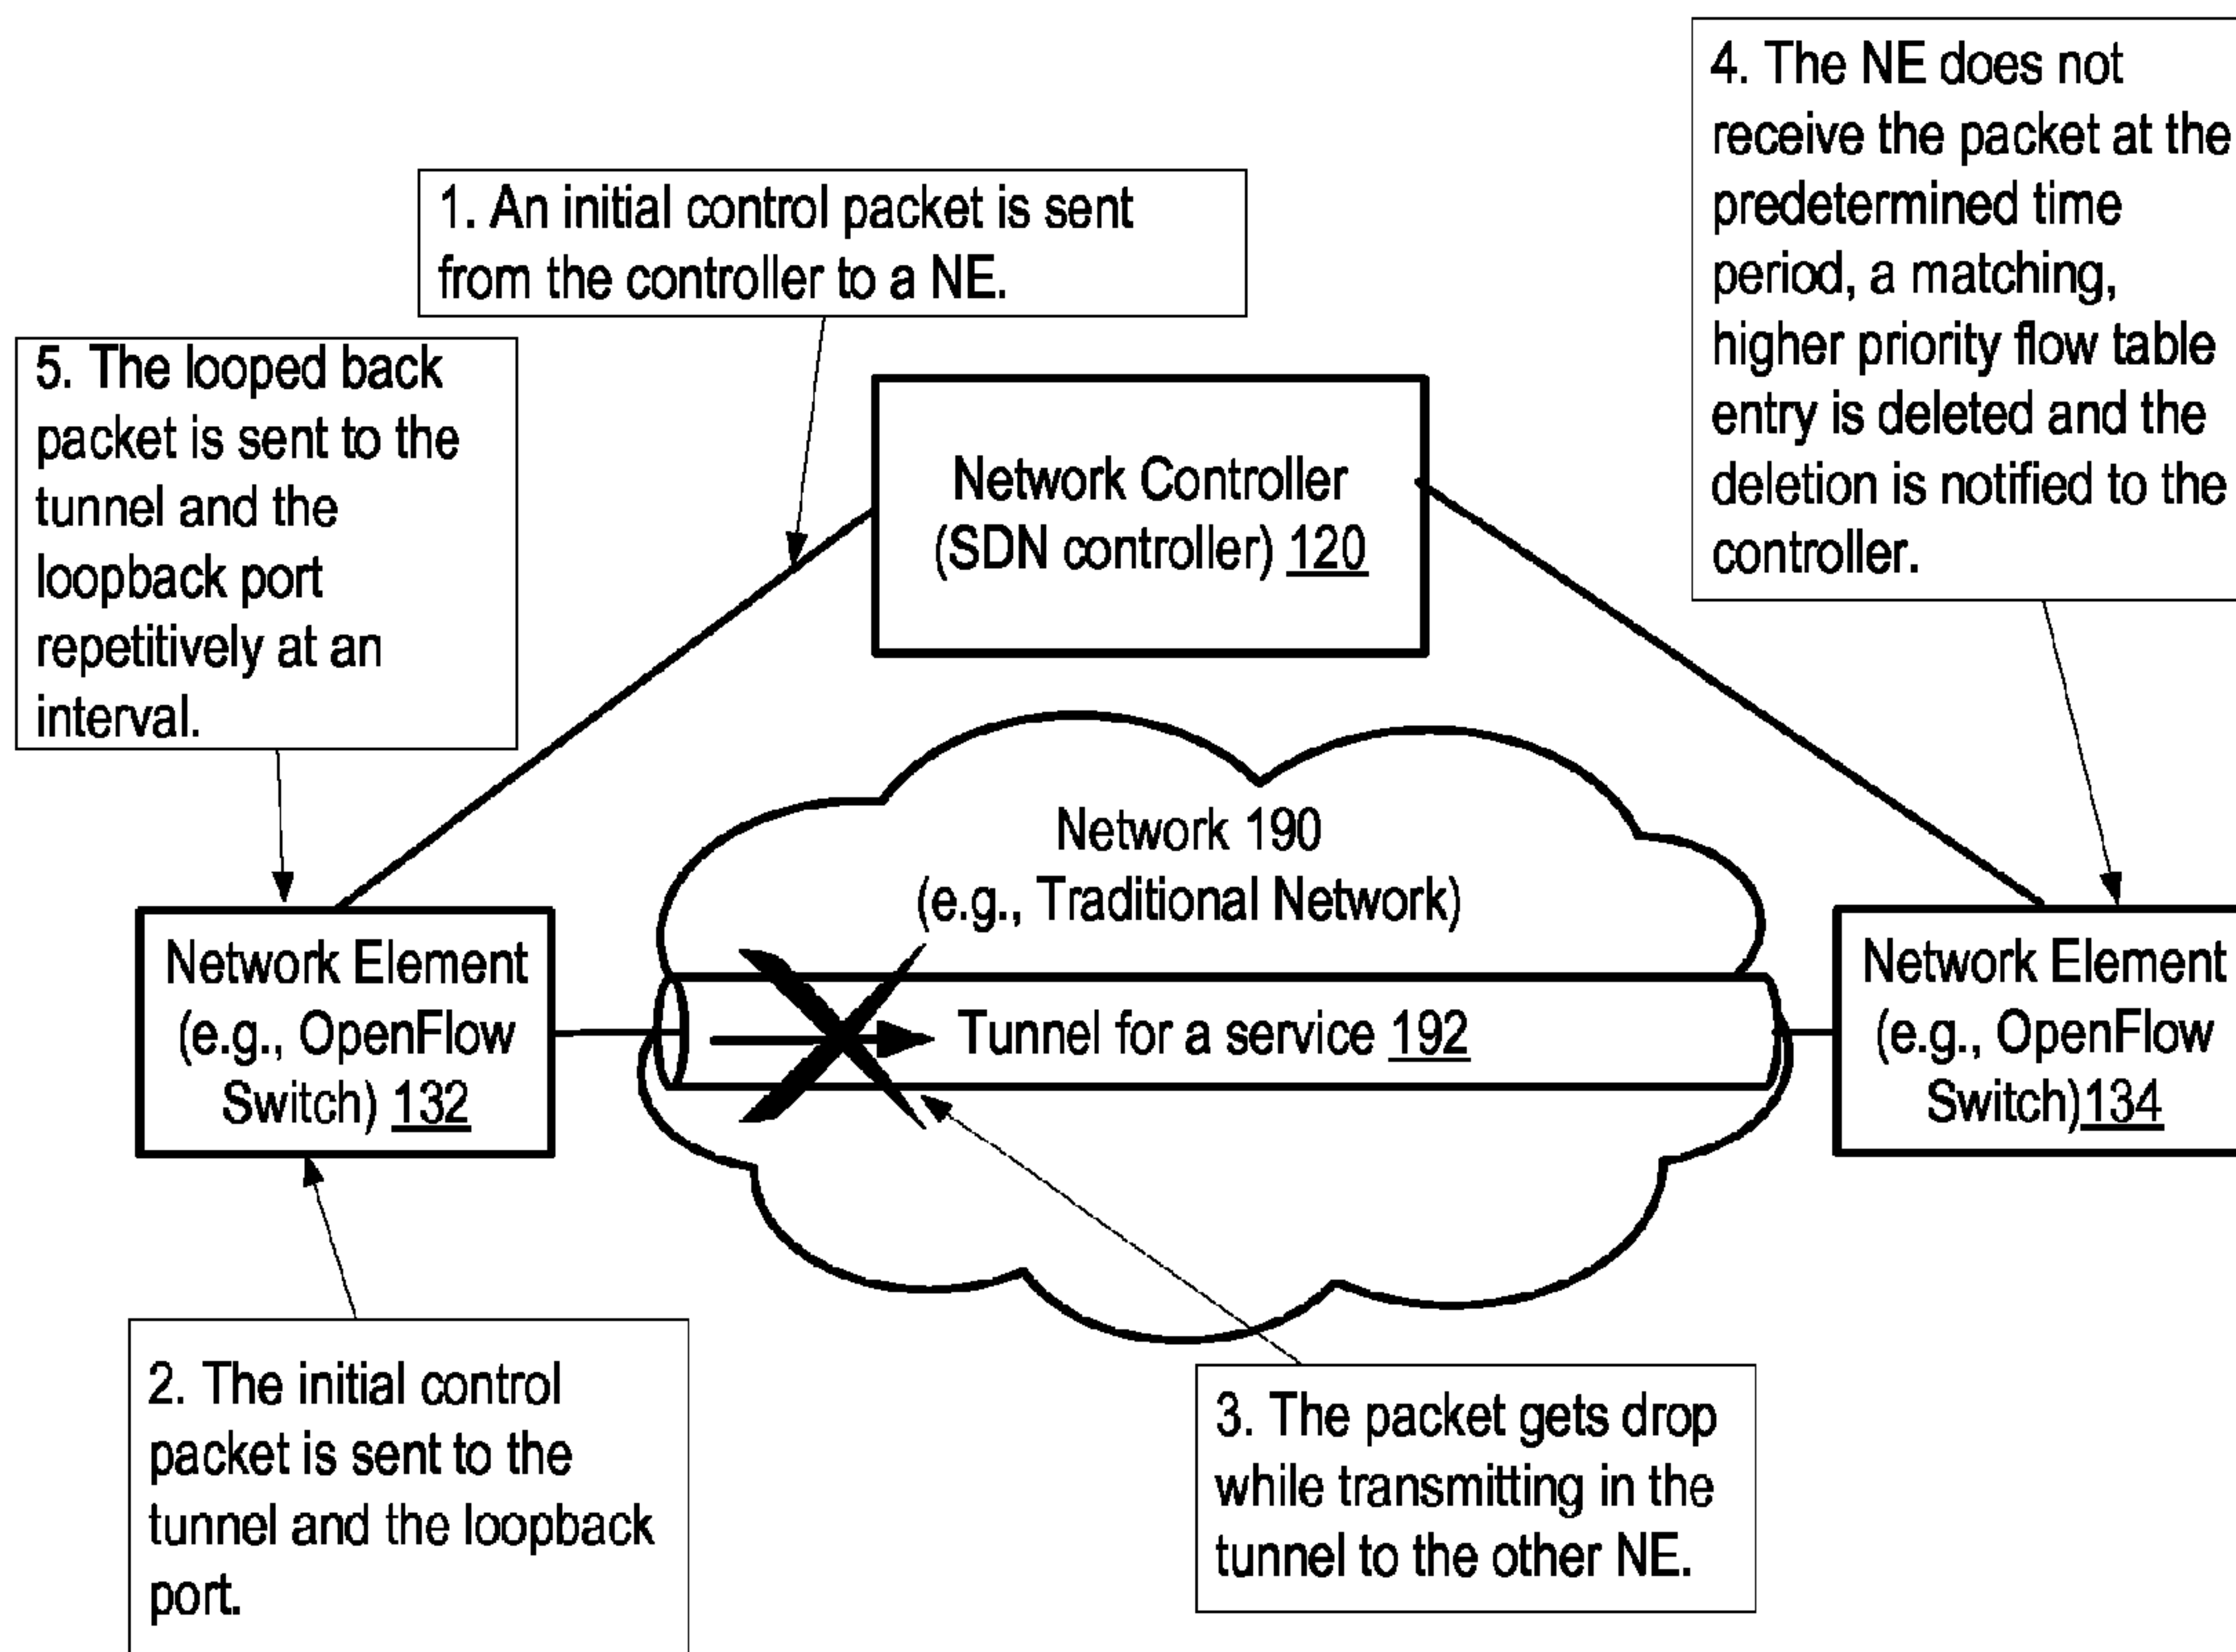 1. An initial control packet is sent
from the controller to a NE.
4. The NE does not
receive the packet at the
predetermined time
period, a matching,
higher priority flow table
entry is deleted and the
deletion is notified to the
controller.
5. The looped back
packet is sent to the
tunnel and the
loopback port
repetitively at an
interval.
Network Controller
(SDN controller) 120
Network 190
(e.g., Traditional Network)
Network Element
(e.g., OpenFlow
Switch) 132
Tunnel for a service 192
Network Element
(e.g., OpenFlow
Switch)134
2. The initial control
packet is sent to the
tunnel and the loopback
port.
3. The packet gets drop
while transmitting in the
tunnel to the other NE.